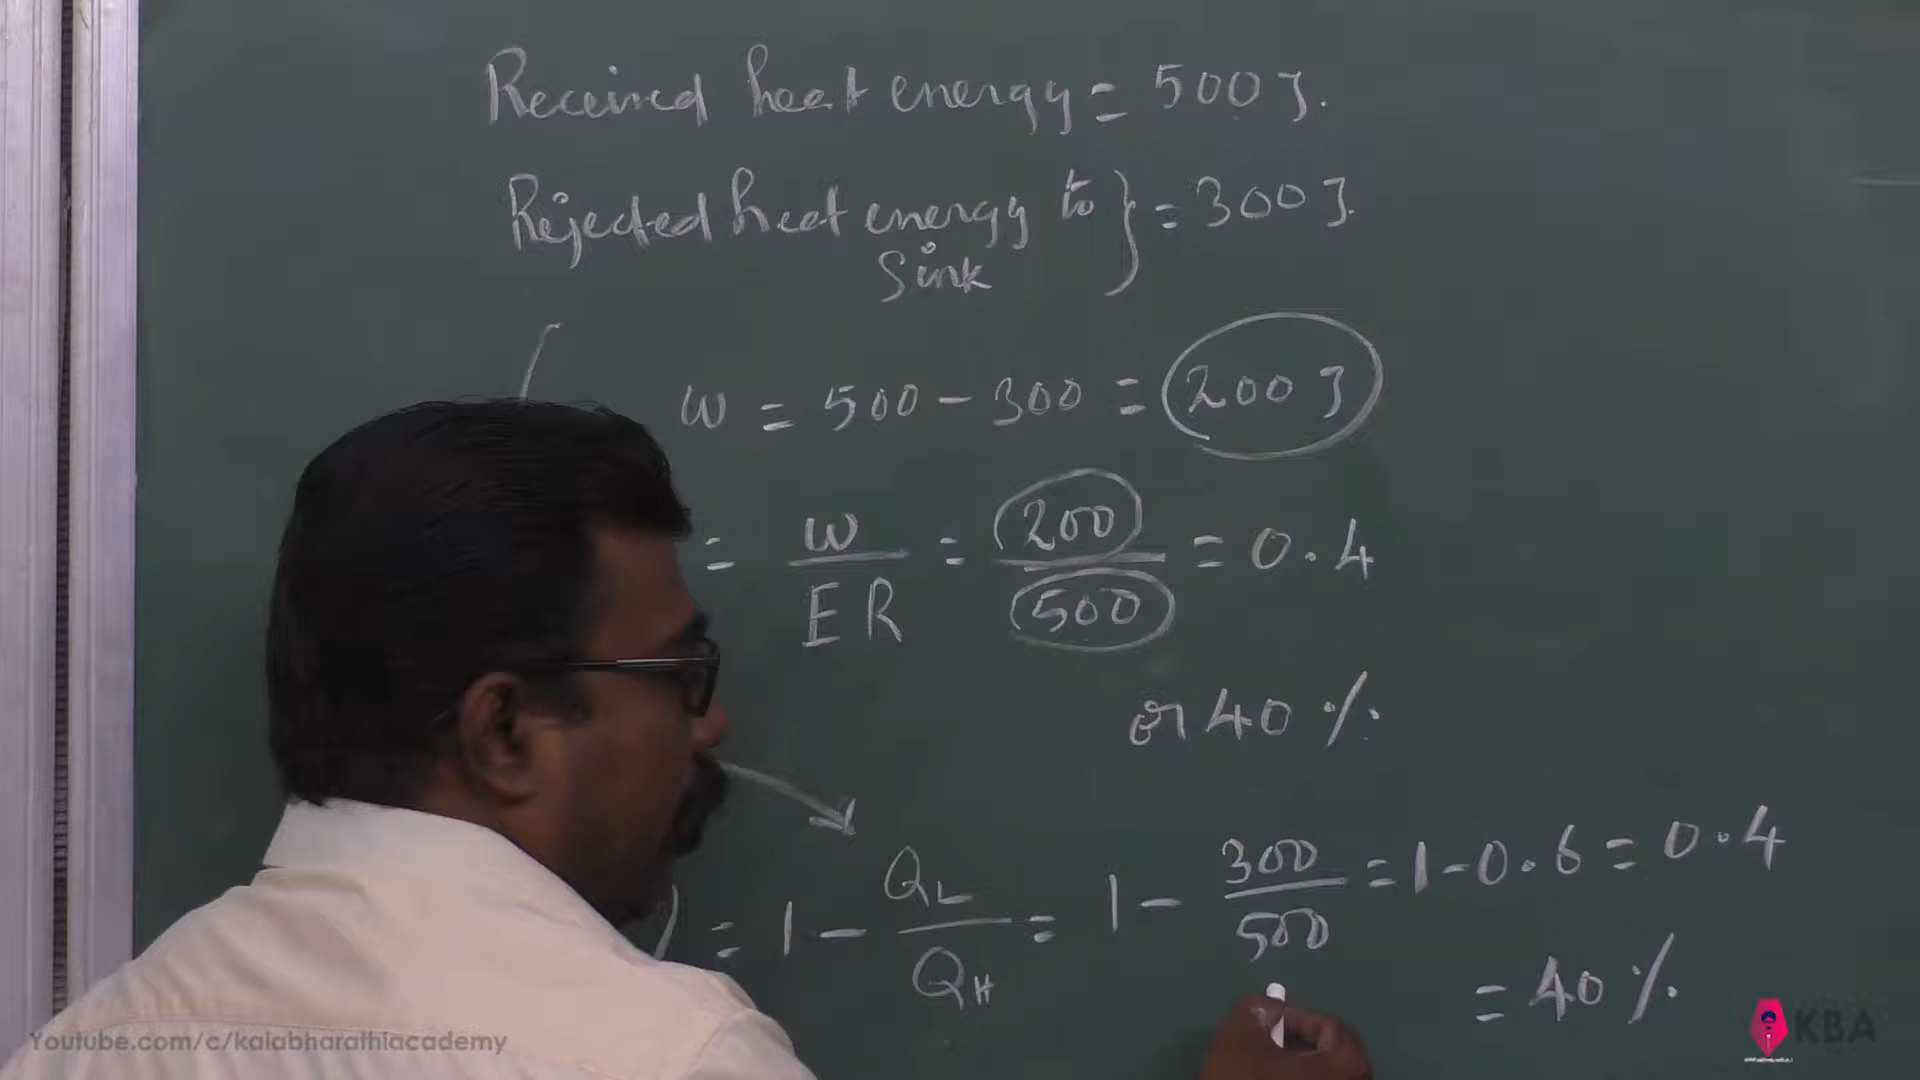 Received heat energy = 500 J.
Rejected heat energy to } = 300 J.
Sink
W = 500 - 300 = 200 J
= W / ER = 200 / 500 = 0.4
or 40 %
) = 1 - QL / QH = 1 - 300 / 500 = 1 - 0.6 = 0.4
= 40 %
Youtube.com/c/kalabharathiacademy
KBA